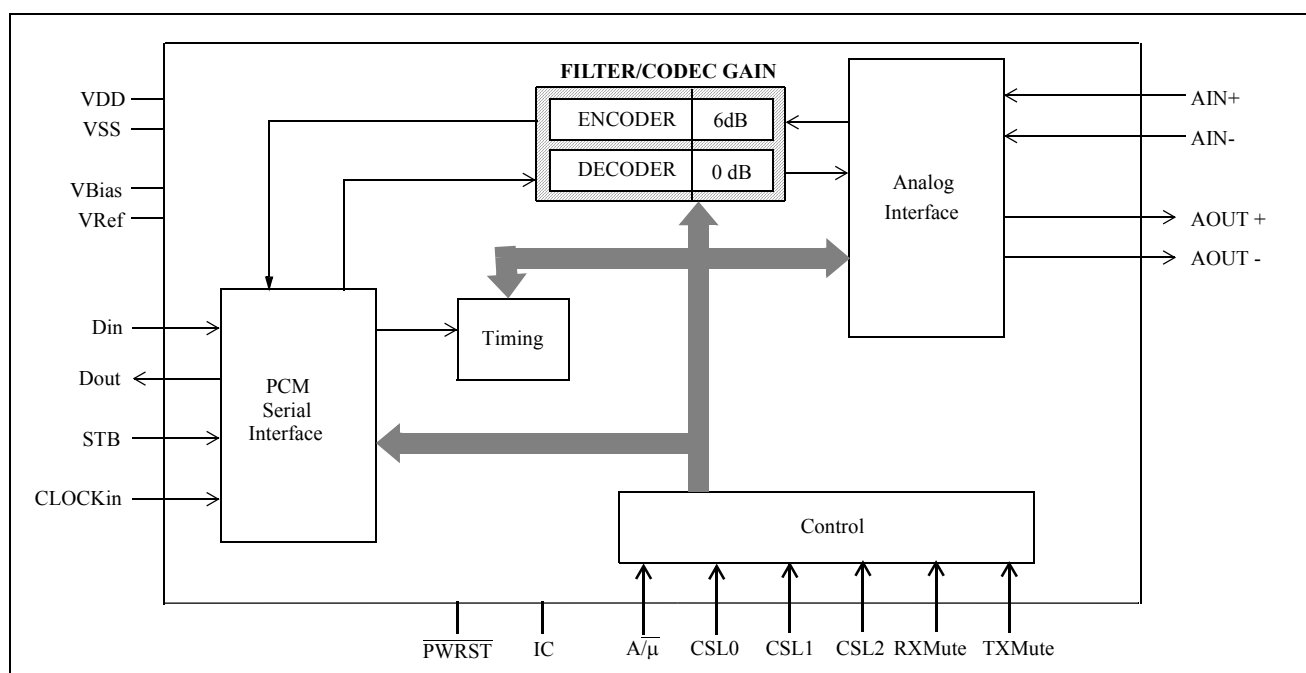 FILTER/CODEC GAIN
VDD
VSS
VBias
VRef
ENCODER 6dB
DECODER 0 dB
Analog
Interface
AIN+
AIN-
AOUT +
AOUT -
Din
Dout
STB
CLOCKin
PCM
Serial
Interface
Timing
Control
PWRST IC A/μ CSL0 CSL1 CSL2 RXMute TXMute